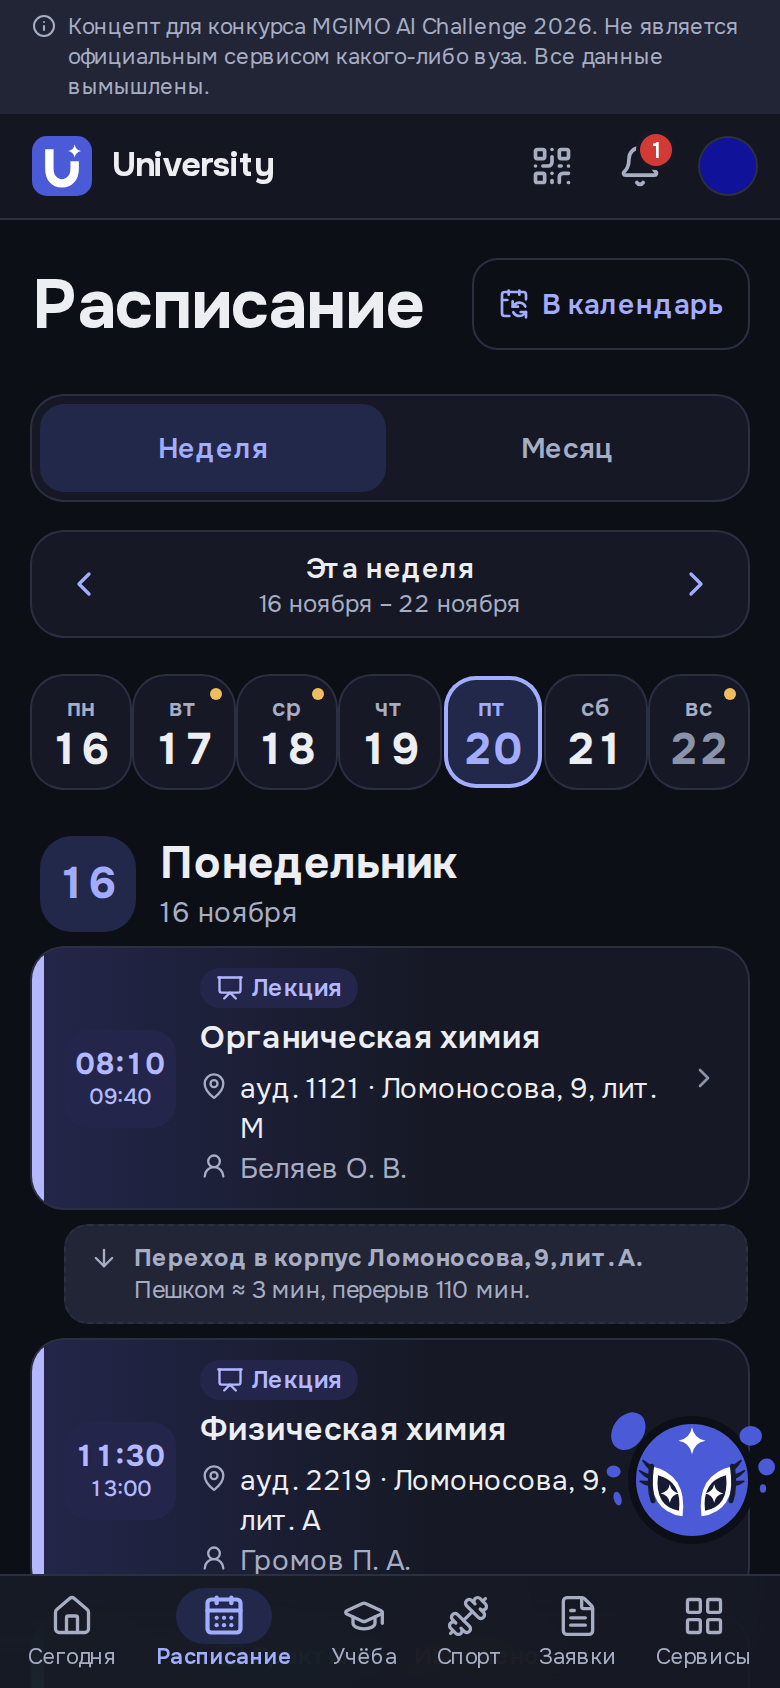 Концепт для конкурса MGIMO AI Challenge 2026. Не является
официальным сервисом какого-либо вуза. Все данные
вымышлены.
University
1
Расписание
В календарь
Неделя
Месяц
Эта неделя
16 ноября – 22 ноября
пн вт ср чт пт сб вс
16 17 18 19 20 21 22
16
Понедельник
16 ноября
Лекция
08:10
09:40
Органическая химия
ауд. 1121 · Ломоносова, 9, лит.
М
Беляев О. В.
Переход в корпус Ломоносова, 9, лит. А.
Пешком ≈ 3 мин, перерыв 110 мин.
Лекция
11:30
13:00
Физическая химия
ауд. 2219 · Ломоносова, 9,
лит. А
Громов П. А.
Сегодня Расписание Учёба Спорт Заявки Сервисы